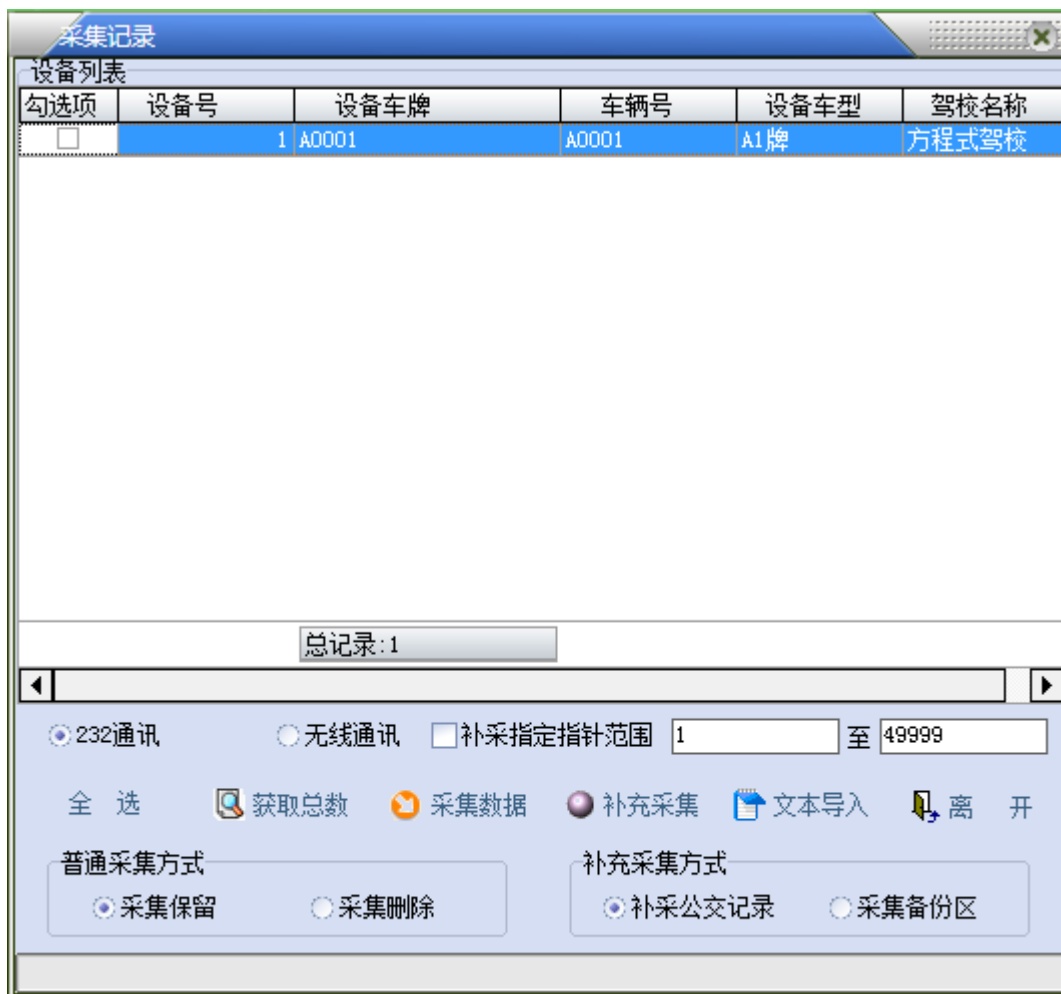 采集记录
设备列表
勾选项 设备号 设备车牌 车辆号 设备车型 驾校名称
1 A0001 A0001 A1牌 方程式驾校
总记录:1
232通讯 无线通讯 补采指定指针范围 1 至 49999
全 选 获取总数 采集数据 补充采集 文本导入 离 开
普通采集方式 补充采集方式
采集保留 采集删除 补采公交记录 采集备份区